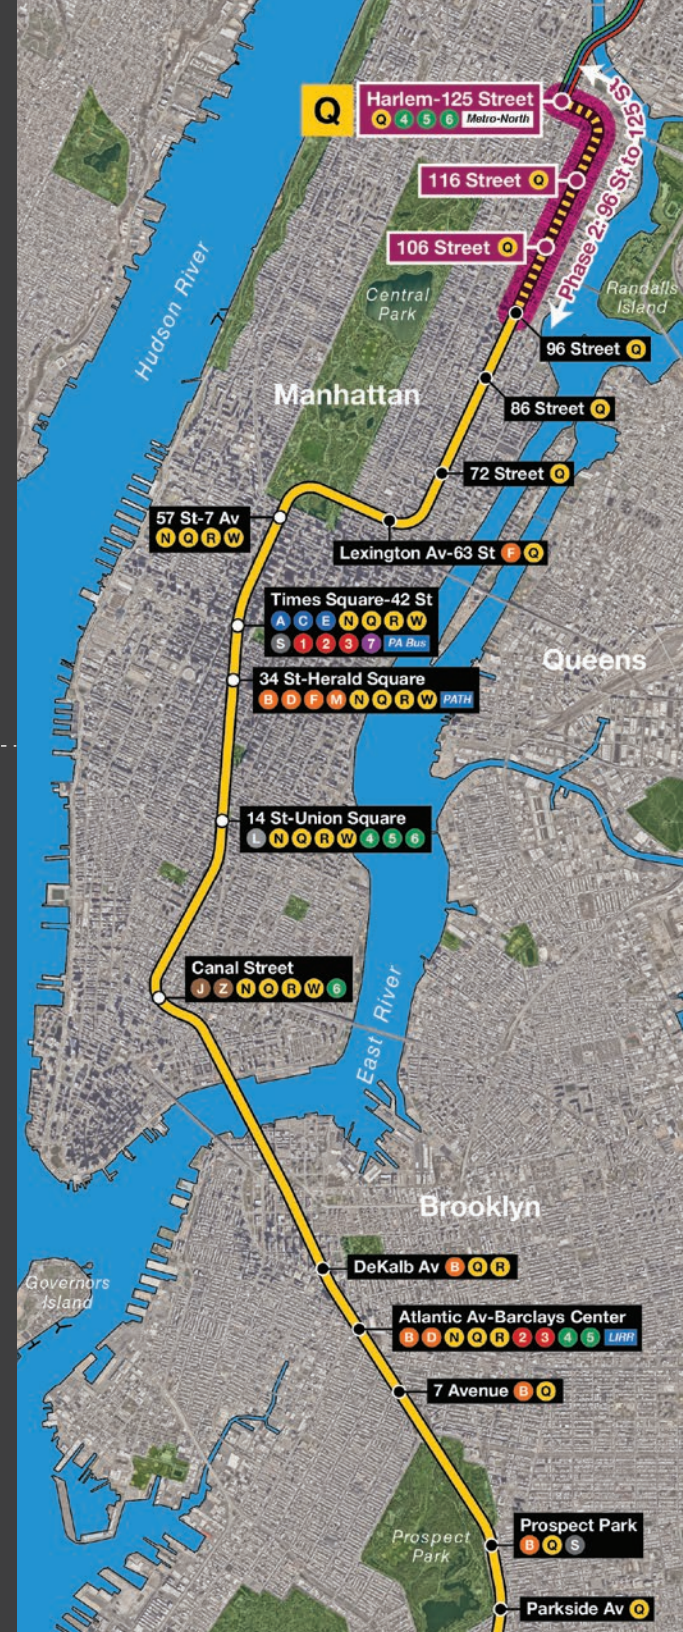 Q
Harlem-125 Street
Q 4 5 6 Metro-North
Phase 2: 96 St to 125 St
116 Street Q
106 Street Q
Randalls
Island
Central
Park
Hudson River
96 Street Q
Manhattan
86 Street Q
72 Street Q
57 St-7 Av
N Q R W
Lexington Av-63 St F Q
Times Square-42 St
A C E N Q R W
S 1 2 3 7 PA Bus
Queens
34 St-Herald Square
B D F M N Q R W PATH
14 St-Union Square
L N Q R W 4 5 6
Canal Street
J Z N Q R W 6
East River
Brooklyn
DeKalb Av B Q R
Governors
Island
Atlantic Av-Barclays Center
B D N Q R 2 3 4 5 LIRR
7 Avenue B Q
Prospect Park
B Q S
Prospect
Park
Parkside Av Q